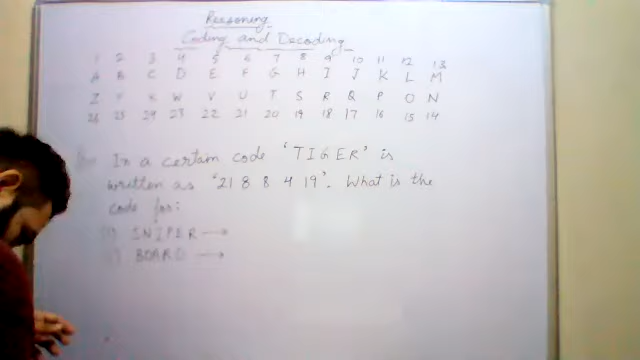 Reasoning
Coding and Decoding
1 2 3 4 5 6 7 8 9 10 11 12 13
A B C D E F G H I J K L M
Z Y X W V U T S R Q P O N
26 25 24 23 22 21 20 19 18 17 16 15 14
In a certain code 'TIGER' is
written as '21 8 8 4 19'. What is the
code for:
SNIPER →
BOARD →